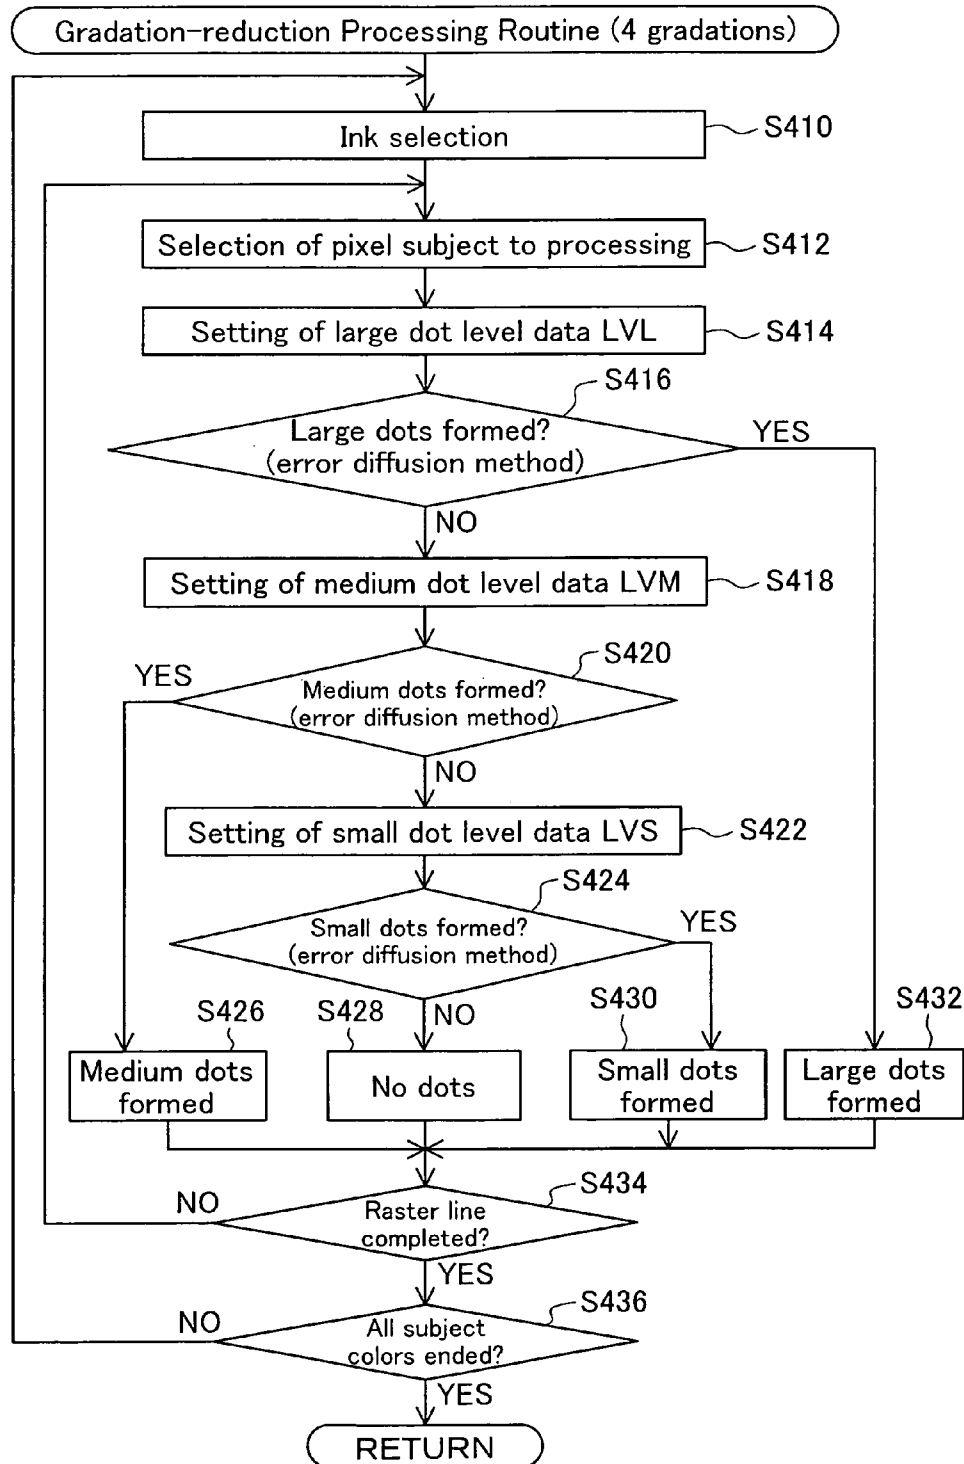 Gradation-reduction Processing Routine (4 gradations)
Ink selection
S410
Selection of pixel subject to processing
S412
Setting of large dot level data LVL
S414
S416
Large dots formed?
(error diffusion method)
YES
NO
Setting of medium dot level data LVM
S418
S420
YES
Medium dots formed?
(error diffusion method)
NO
Setting of small dot level data LVS
S422
S424
Small dots formed?
(error diffusion method)
YES
NO
S426
S428
S430
S432
Medium dots
formed
No dots
Small dots
formed
Large dots
formed
S434
NO
Raster line
completed?
YES
S436
NO
All subject
colors ended?
YES
RETURN